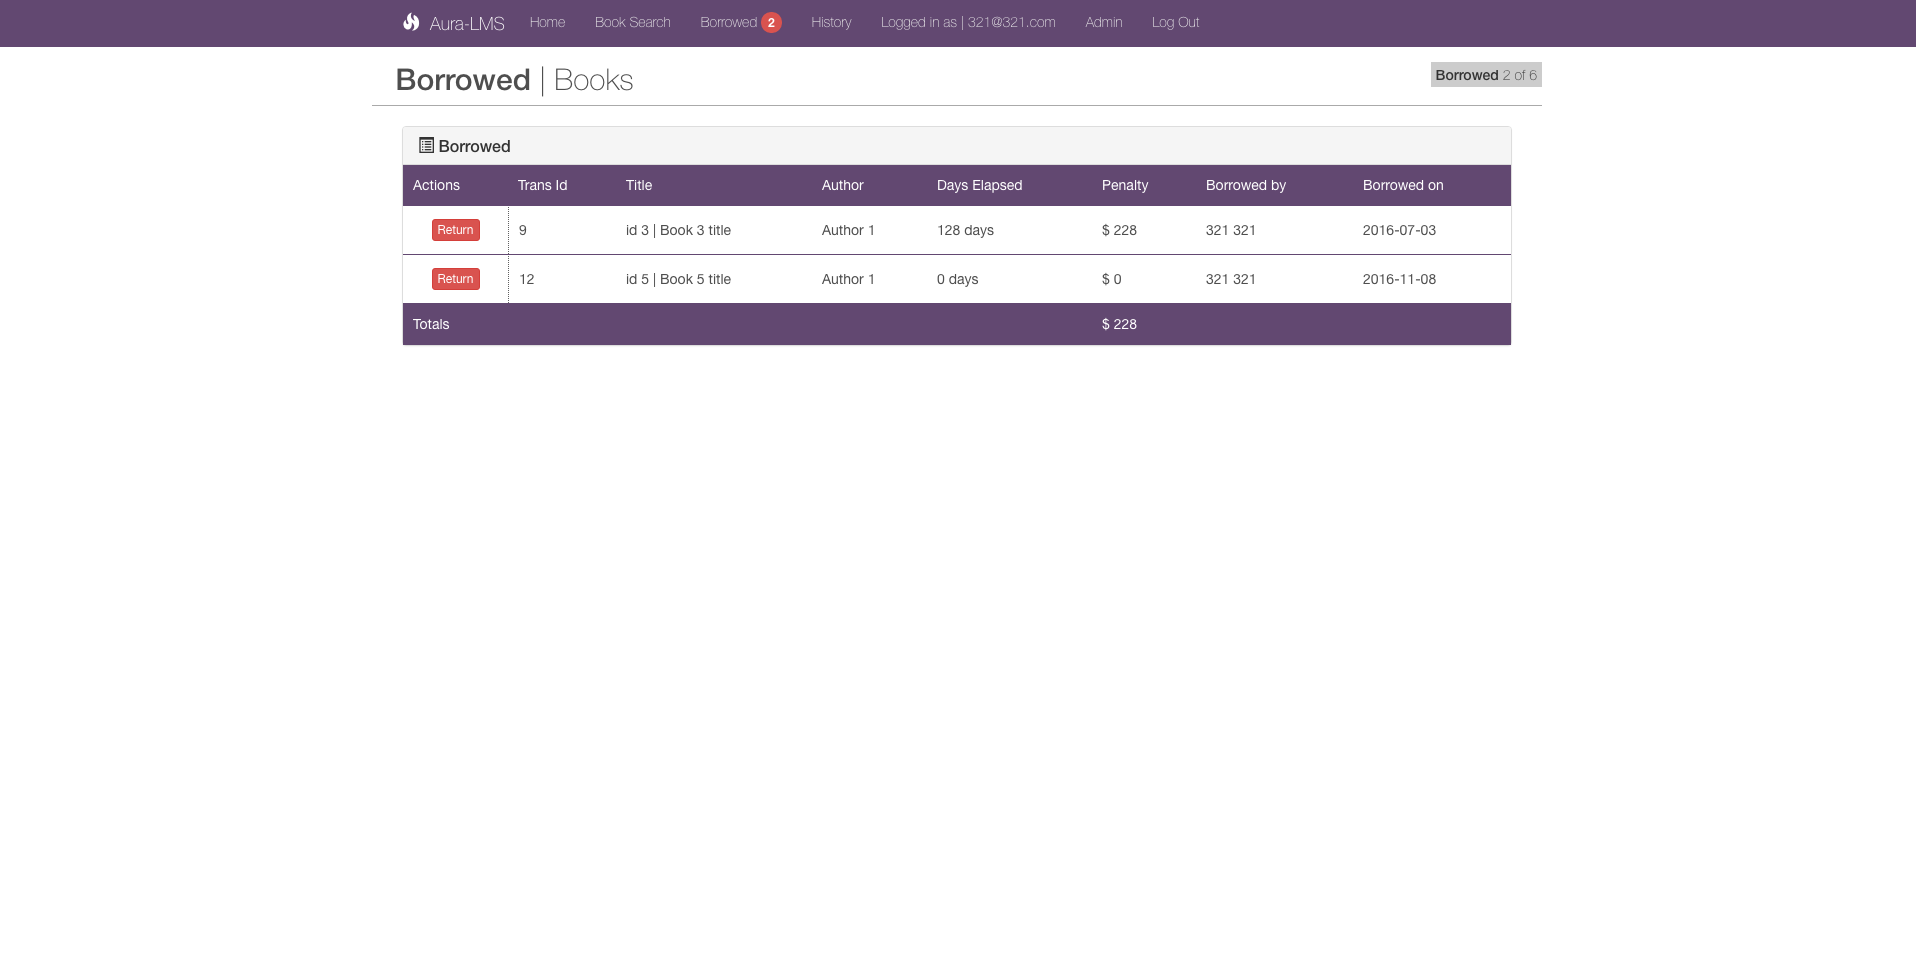 Aura-LMS Home Book Search Borrowed 2 History Logged in as | 321@321.com Admin Log Out
Borrowed | Books
Borrowed 2 of 6
Borrowed
Actions Trans Id Title Author Days Elapsed Penalty Borrowed by Borrowed on
Return 9 id 3 | Book 3 title Author 1 128 days $ 228 321 321 2016-07-03
Return 12 id 5 | Book 5 title Author 1 0 days $ 0 321 321 2016-11-08
Totals $ 228